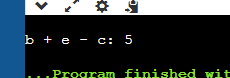 b + e - c: 5
...Program finished wit